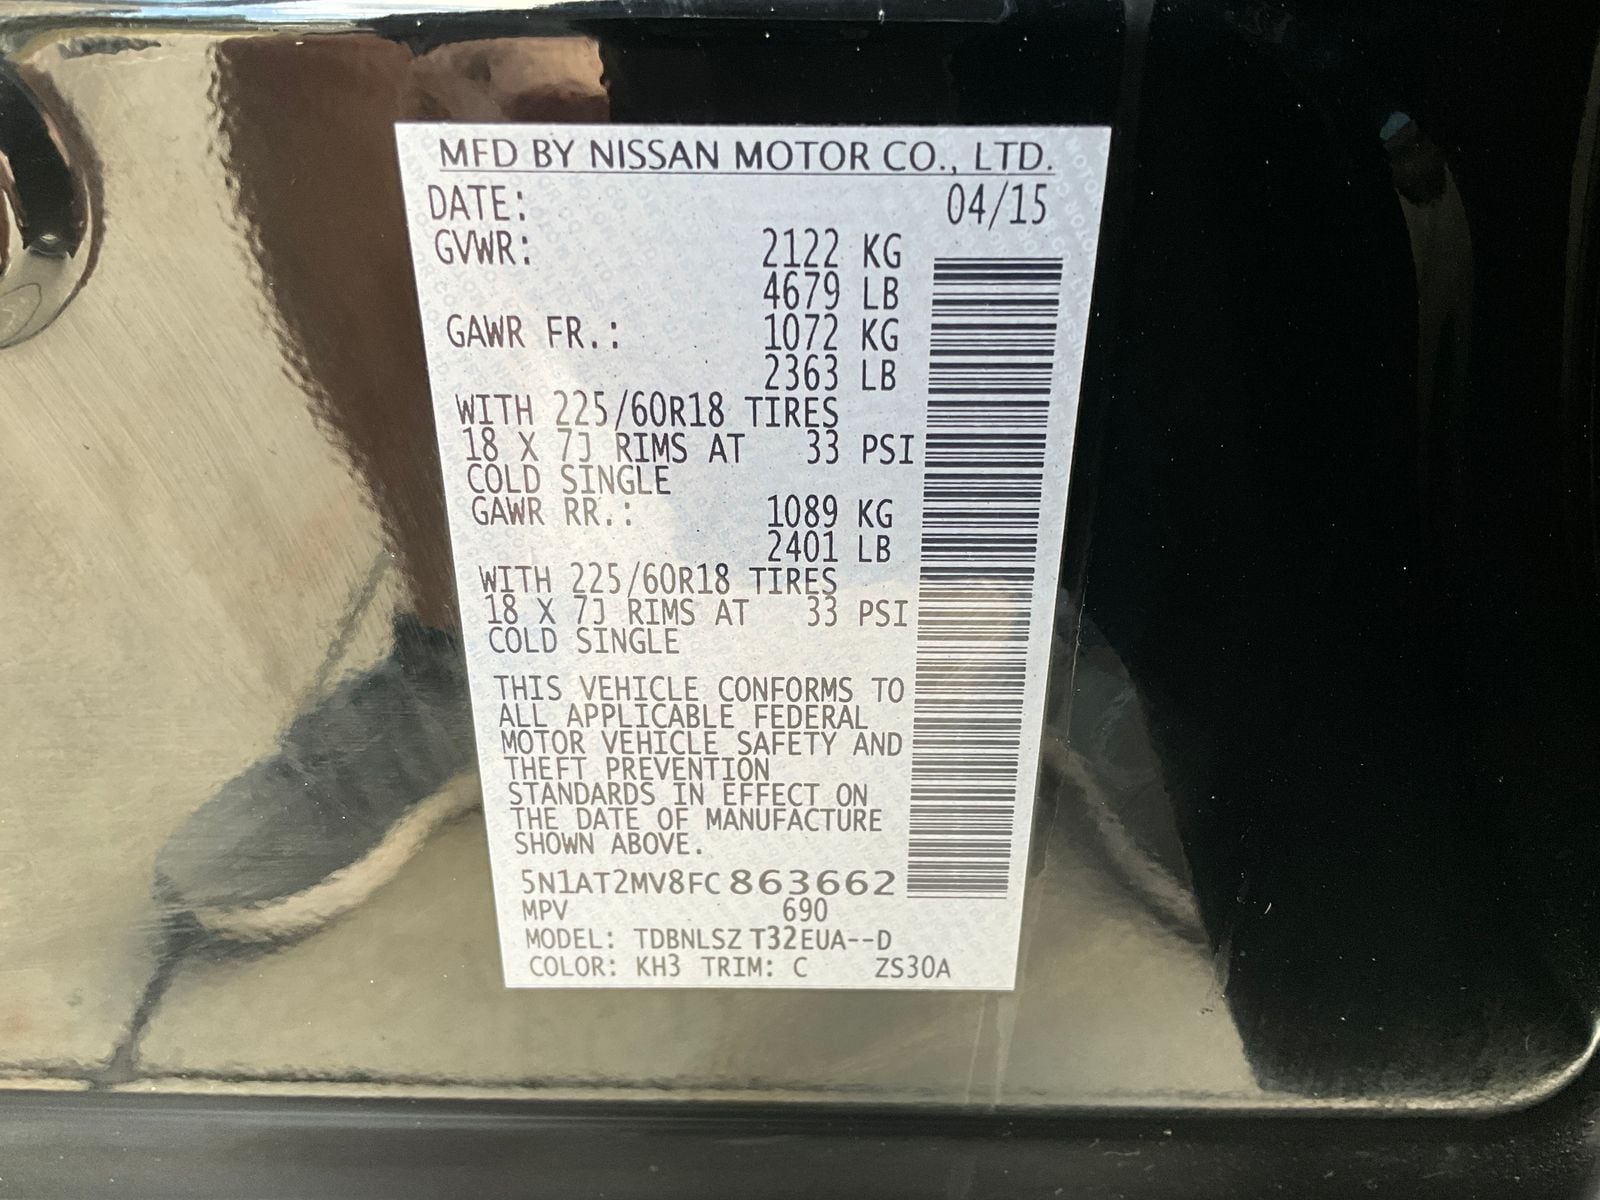 MFD BY NISSAN MOTOR CO., LTD.
DATE: 04/15
GVWR: 2122 KG
4679 LB
GAWR FR.: 1072 KG
2363 LB
WITH 225/60R18 TIRES
18 X 7J RIMS AT 33 PSI
COLD SINGLE
GAWR RR.: 1089 KG
2401 LB
WITH 225/60R18 TIRES
18 X 7J RIMS AT 33 PSI
COLD SINGLE
THIS VEHICLE CONFORMS TO
ALL APPLICABLE FEDERAL
MOTOR VEHICLE SAFETY AND
THEFT PREVENTION
STANDARDS IN EFFECT ON
THE DATE OF MANUFACTURE
SHOWN ABOVE.
5N1AT2MV8FC863662
MPV 690
MODEL: TDBNLSZ T32EUA--D
COLOR: KH3 TRIM: C ZS30A